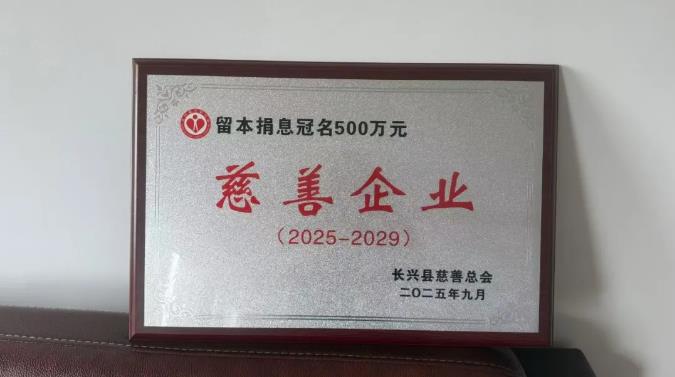 留本捐息冠名500万元
慈善企业
（2025-2029）
长兴县慈善总会
二〇二五年九月